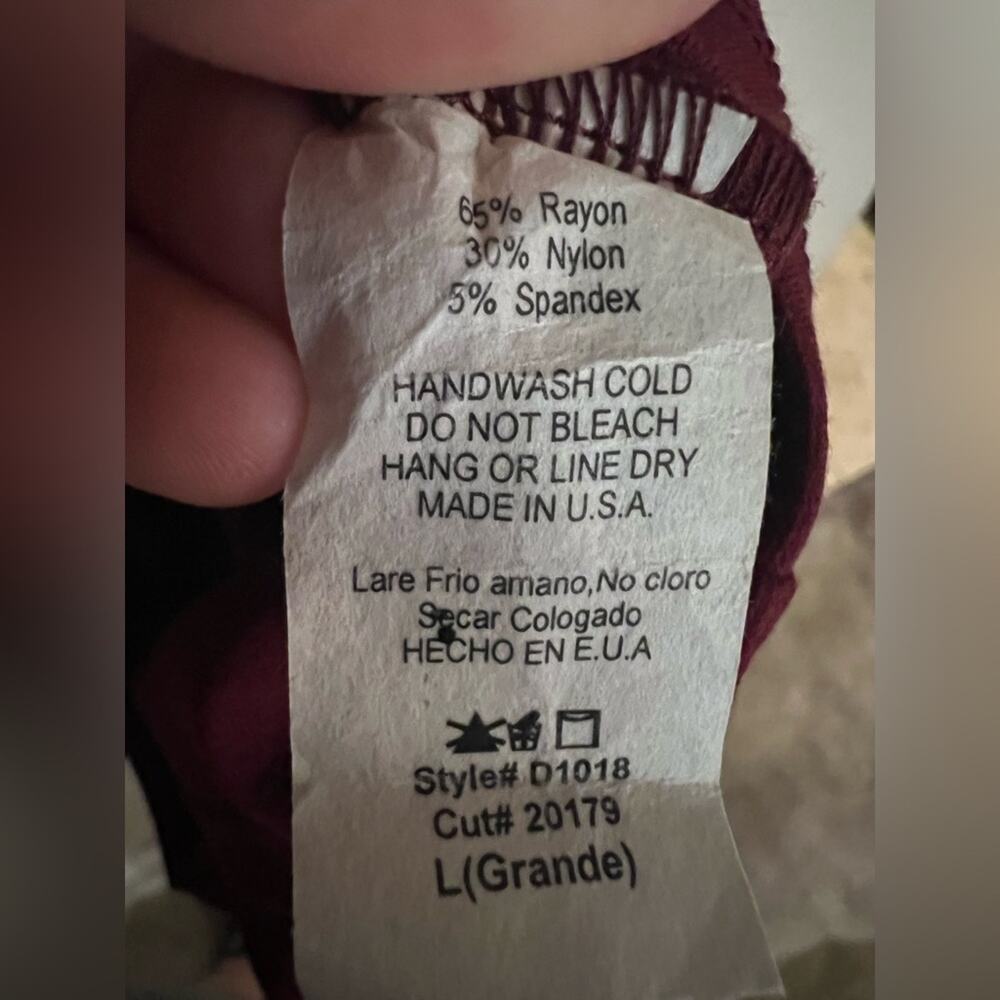 65% Rayon
30% Nylon
5% Spandex
HANDWASH COLD
DO NOT BLEACH
HANG OR LINE DRY
MADE IN U.S.A.
Lare Frio amano,No cloro
Secar Cologado
HECHO EN E.U.A
Style# D1018
Cut# 20179
L(Grande)